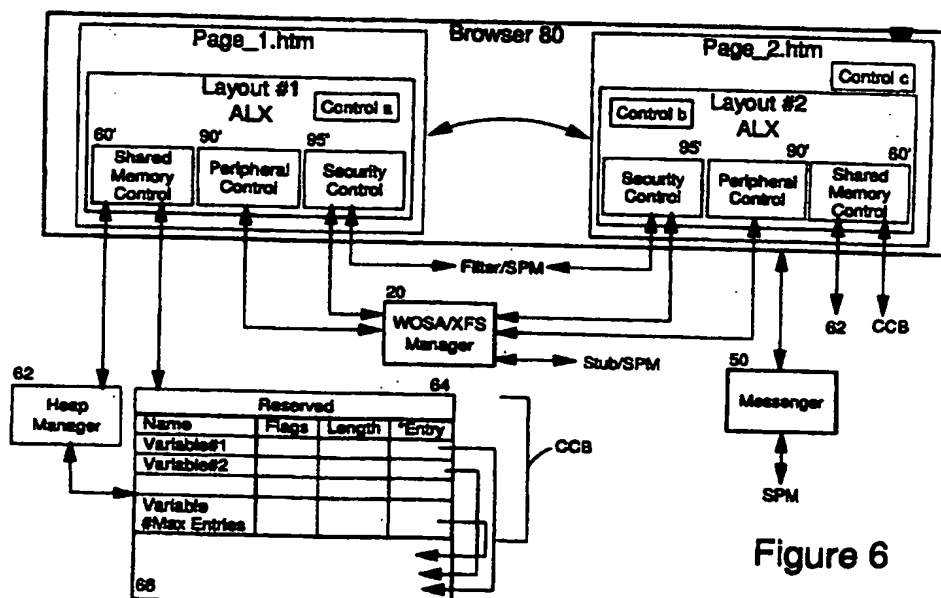 Browser 80
Page_1.htm
Layout #1
ALX
Control a
60'
Shared
Memory
Control
90'
Peripheral
Control
95'
Security
Control
Page_2.htm
Control c
Layout #2
ALX
Control b
95'
Security
Control
90'
Peripheral
Control
60'
Shared
Memory
Control
Filter/SPM
20
WOSA/XFS
Manager
Stub/SPM
62
CCB
50
Messenger
SPM
62
Heap
Manager
64
Reserved
Name Flags Length *Entry
Variable#1
Variable#2
Variable
#Max Entries
CCB
66
Figure 6